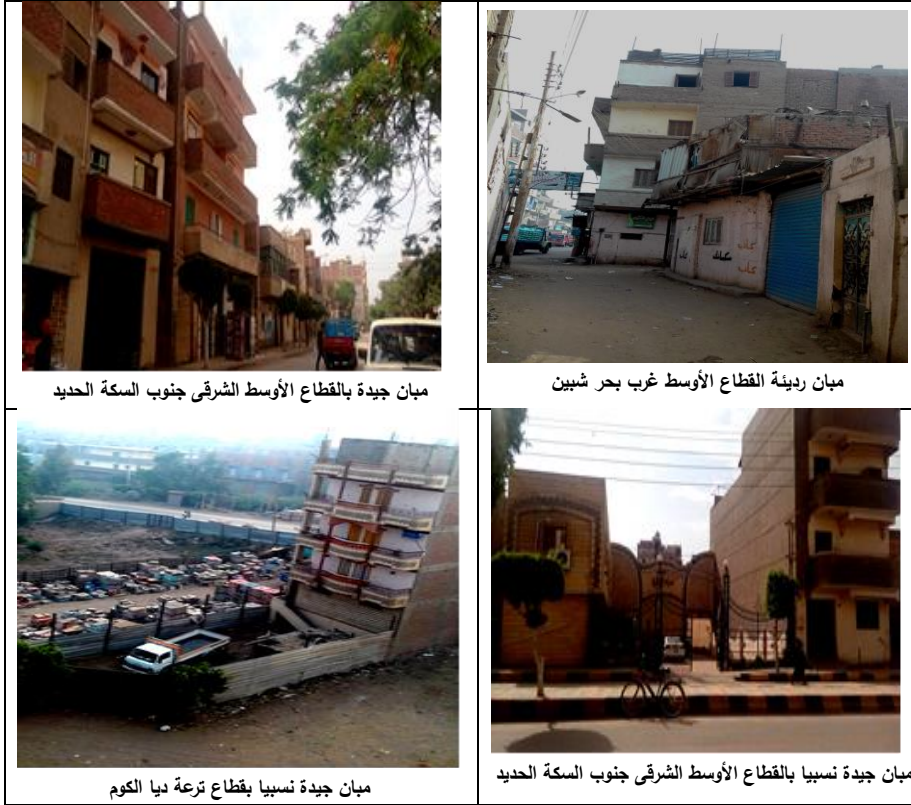 مبان رديئة القطاع الأوسط غرب بحر شبين
مبان جيدة بالقطاع الأوسط الشرقى جنوب السكة الحديد
مبان جيدة نسبيا بالقطاع الأوسط الشرقى جنوب السكة الحديد
مبان جيدة نسبيا بقطاع ترعة ديا الكوم